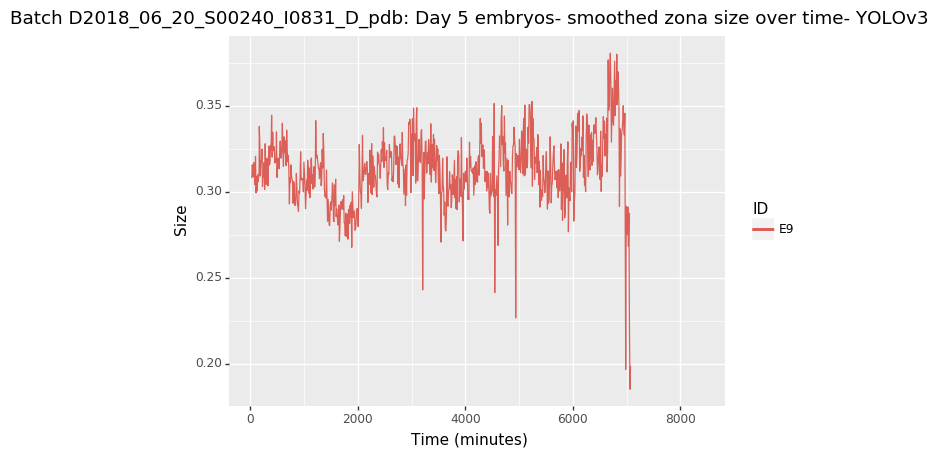 Batch D2018_06_20_S00240_I0831_D_pdb: Day 5 embryos- smoothed zona size over time- YOLOv3
0.35
0.30
0.25
0.20
Size
0
2000
4000
6000
8000
Time (minutes)
ID
E9